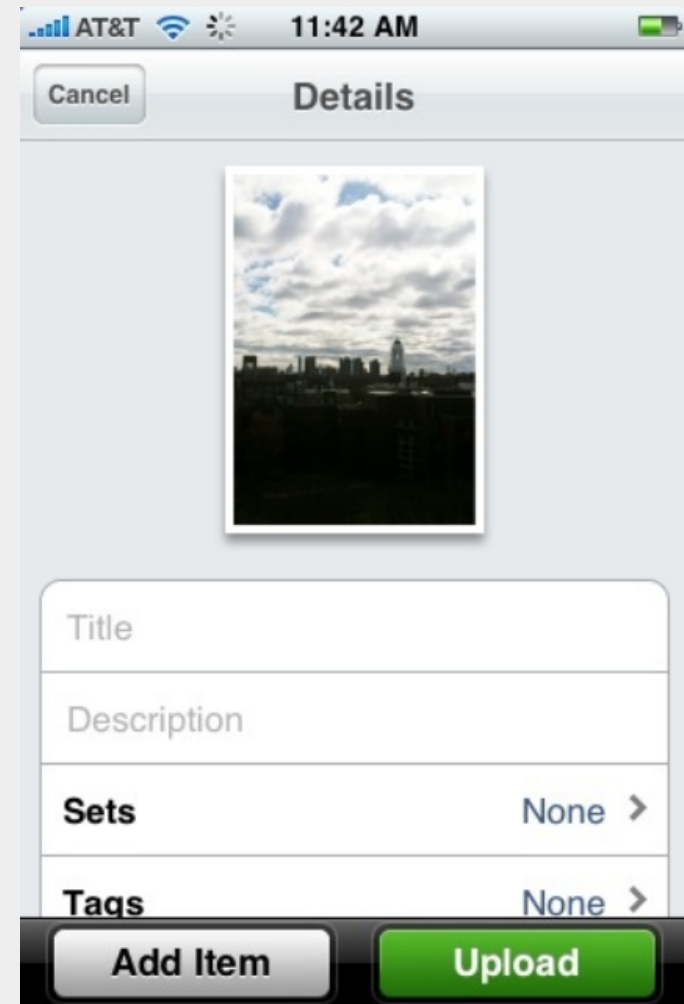 AT&T 11:42 AM
Cancel Details
Title
Description
Sets None
Tags None
Add Item Upload